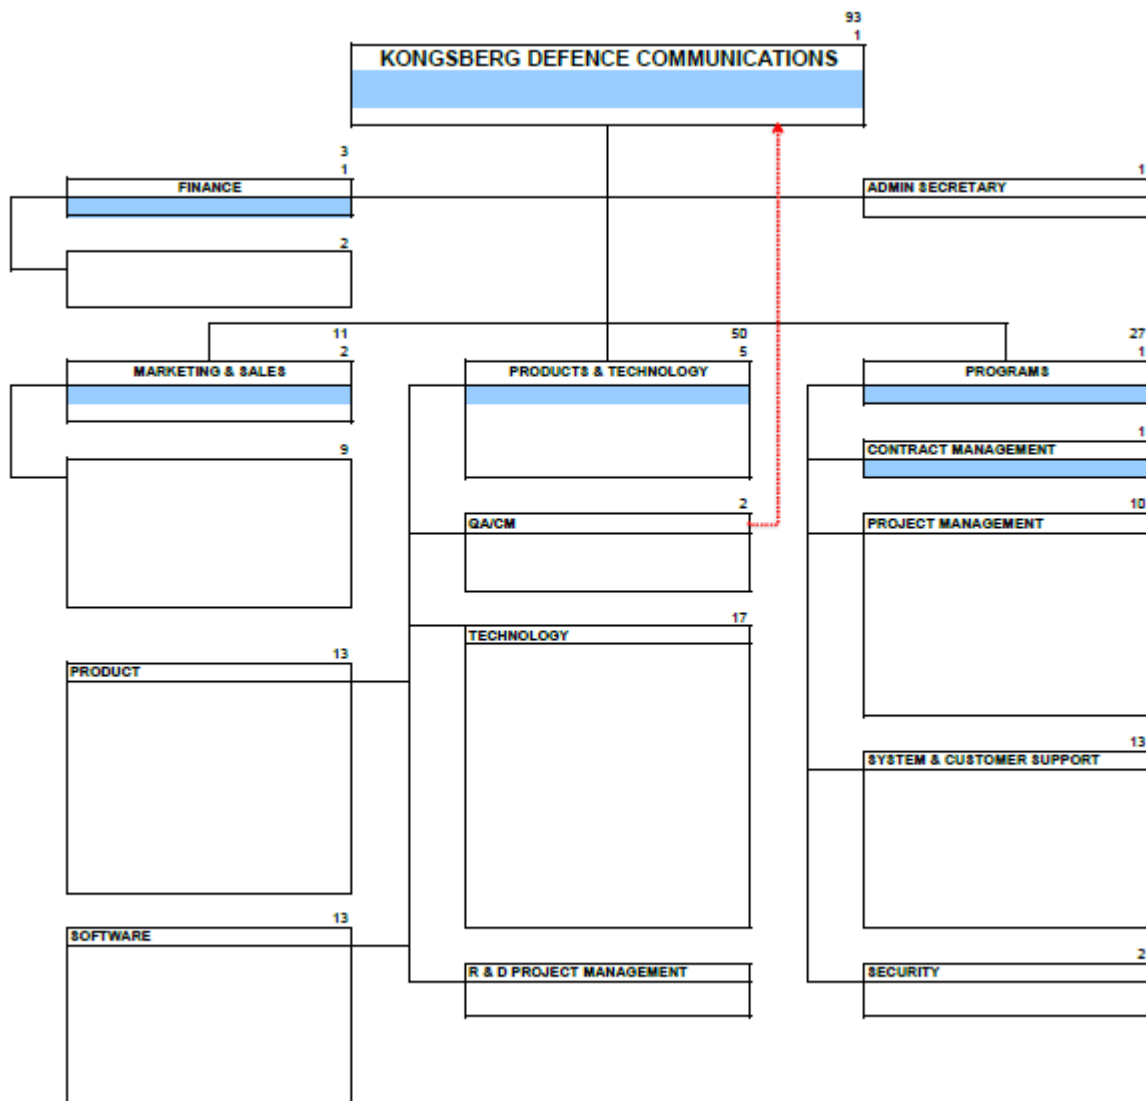 93
1
KONGSBERG DEFENCE COMMUNICATIONS
3
1
FINANCE
1
ADMIN SECRETARY
2
11
2
MARKETING & SALES
50
5
PRODUCTS & TECHNOLOGY
27
1
PROGRAMS
9
1
CONTRACT MANAGEMENT
2
QA/CM
10
PROJECT MANAGEMENT
17
TECHNOLOGY
13
PRODUCT
13
SYSTEM & CUSTOMER SUPPORT
13
SOFTWARE
R & D PROJECT MANAGEMENT
2
SECURITY